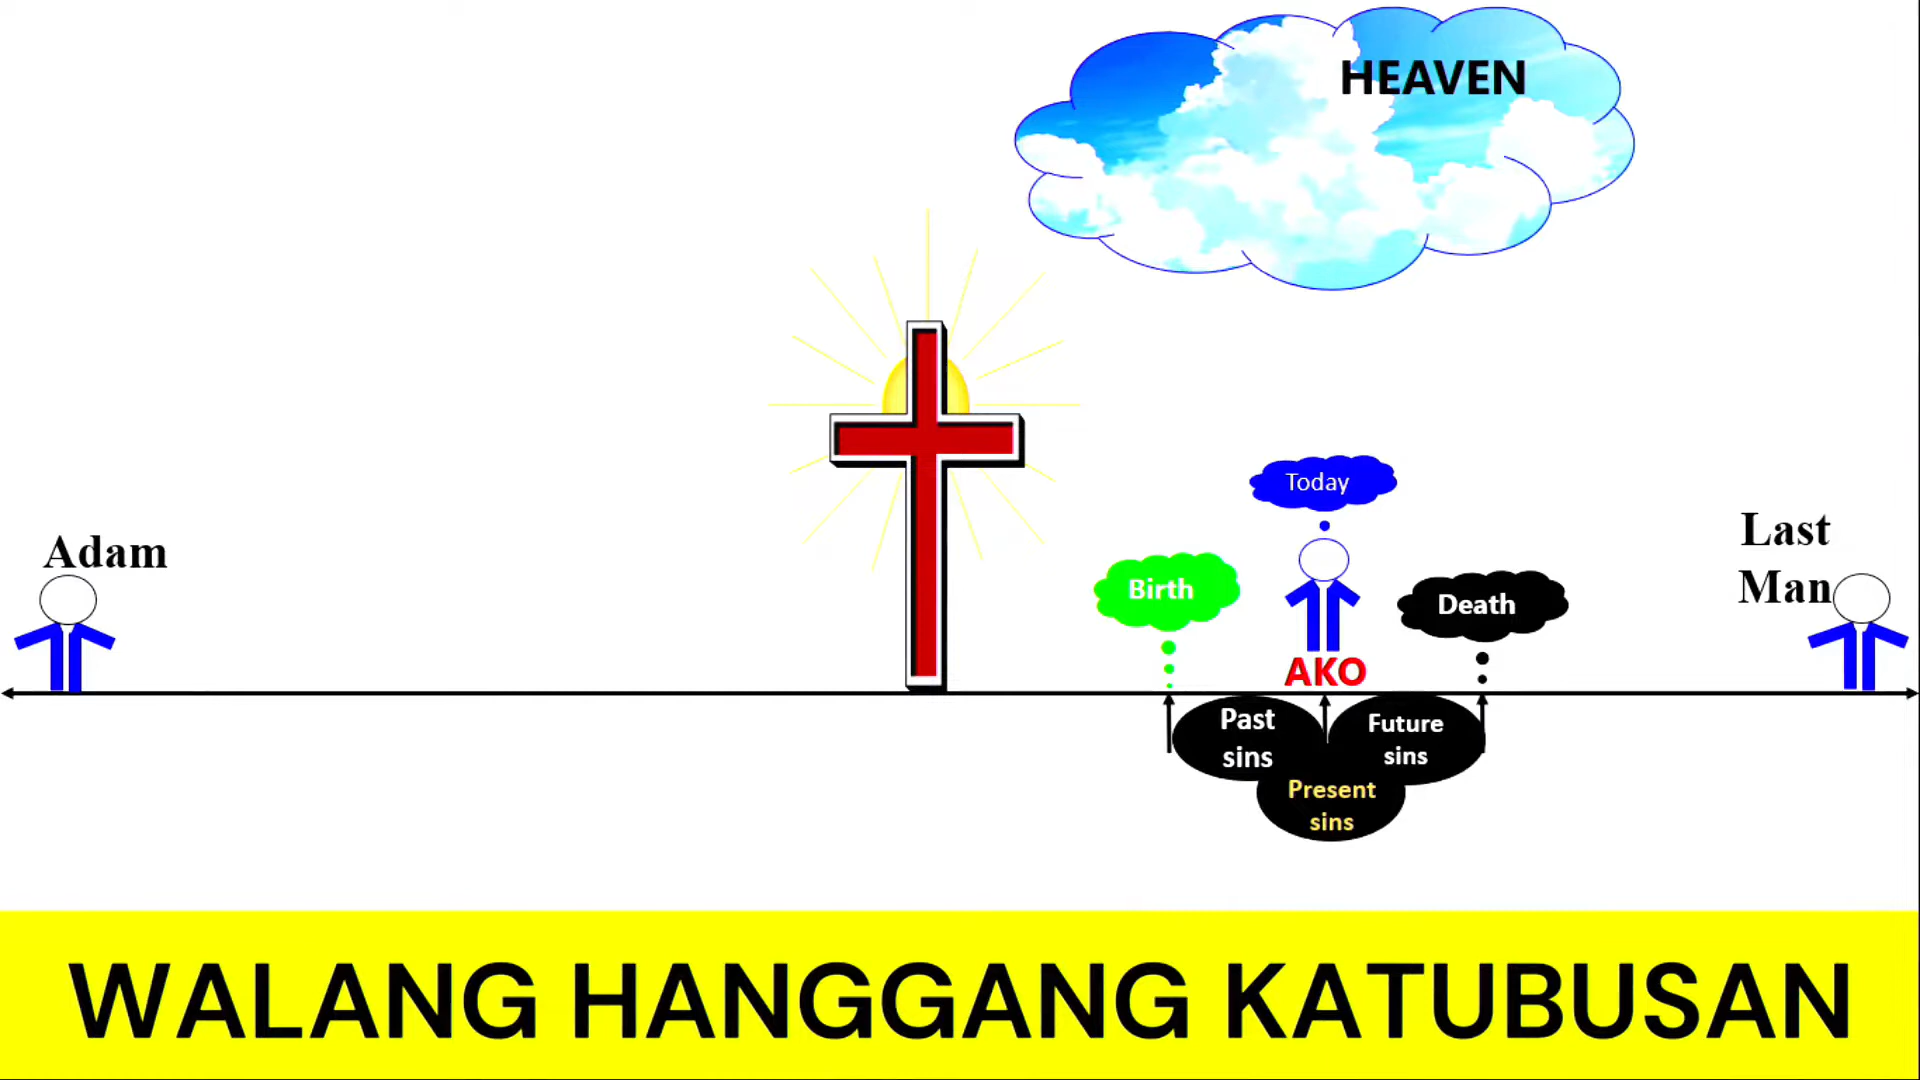 HEAVEN
Adam
Today
Birth
Death
Last
Man
AKO
Past
sins
Future
sins
Present
sins
WALANG HANGGANG KATUBUSAN